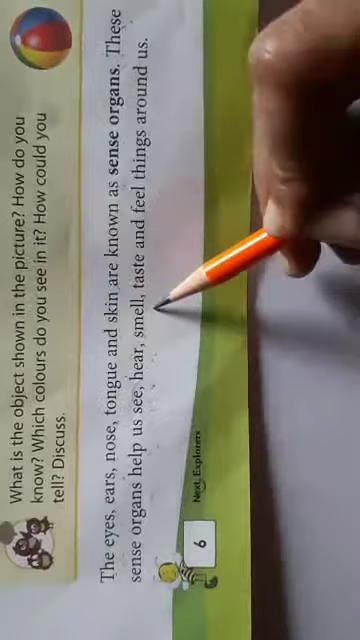 What is the object shown in the picture? How do you
know? Which colours do you see in it? How could you
tell? Discuss.
The eyes, ears, nose, tongue and skin are known as sense organs. These
sense organs help us see, hear, smell, taste and feel things around us.
6
Next Explorers